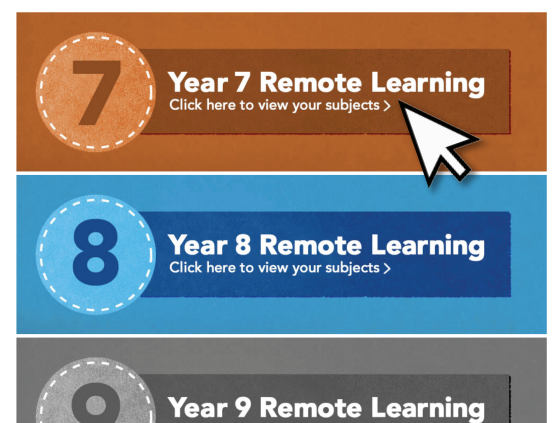 7
Year 7 Remote Learning
Click here to view your subjects >
8
Year 8 Remote Learning
Click here to view your subjects >
9
Year 9 Remote Learning